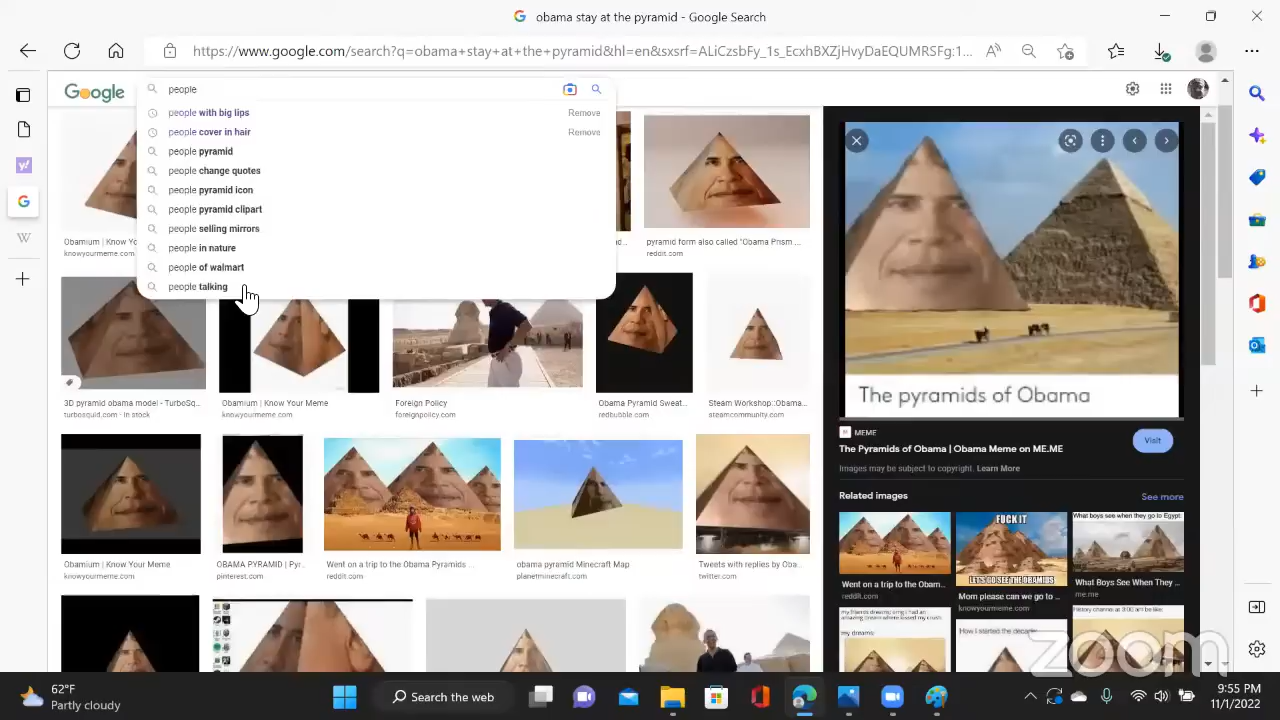 obama stay at the pyramid - Google Search
https://www.google.com/search?q=obama+stay+at+the+pyramid&hl=en&sxsrf=ALiCzsbFy_1s_EcxhBXZjHvyDaEQUMRSFg:1...
Google
people
people with big lips Remove
people cover in hair Remove
people pyramid
people change quotes
people pyramid icon
people pyramid clipart
people selling mirrors
people in nature
people of walmart
people talking
Obamium | Know Yo
knowyourmeme.com
pyramid form also called "Obama Prism ...
reddit.com
The pyramids of Obama
3D pyramid obama model - TurboSq...
turbosquid.com - In stock
Obamium | Know Your Meme
knowyourmeme.com
Foreign Policy
foreignpolicy.com
Obama Pyramid Sweat...
redbubble.com
Steam Workshop::Obama...
steamcommunity.com
MEME
Visit
The Pyramids of Obama | Obama Meme on ME.ME
Images may be subject to copyright. Learn More
Related images See more
Obamium | Know Your Meme
knowyourmeme.com
OBAMA PYRAMID | Pyr...
pinterest.com
Went on a trip to the Obama Pyramids ...
reddit.com
obama pyramid Minecraft Map
planetminecraft.com
Tweets with replies by Oba...
twitter.com
FUCK IT
LET'S GO SEE THE OBAMIDS
What boys see when they go to Egypt
Went on a trip to the Obam...
reddit.com
Mom please can we go to ...
knowyourmeme.com
What Boys See When They ...
me.me
my dreams:
How I started the decade
History channel at 3:00 am be like:
zoom
62°F
Partly cloudy
Search the web
9:55 PM
11/1/2022